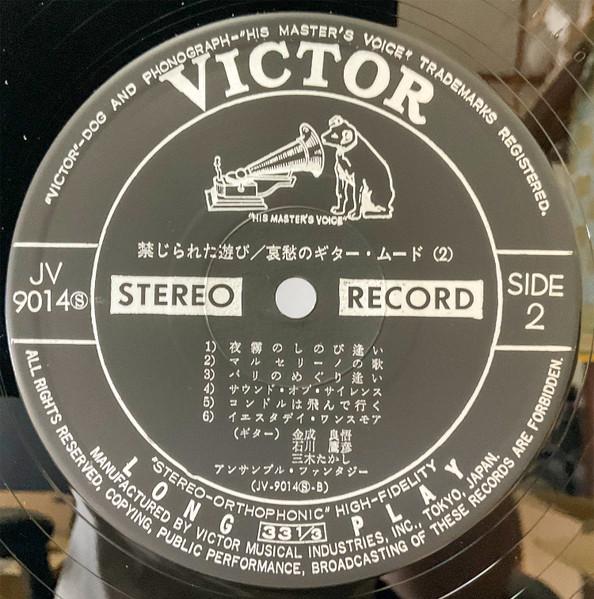 "VICTOR"-DOG AND PHONOGRAPH-"HIS MASTER'S VOICE" TRADEMARKS REGISTERED.
VICTOR
"HIS MASTER'S VOICE"
禁じられた遊び/哀愁のギター・ムード (2)
JV
9014Ⓢ
STEREO
RECORD
SIDE
2
1) 夜霧のしのび逢い
2) マルセリーノの歌
3) パリのめぐり逢い
4) サウンド・オブ・サイレンス
5) コンドルは飛んで行く
6) イエスタデイ・ワンスモア
(ギター) 金成 良悟
石川 鷹彦
三木たかし
アンサンブル・ファンタジー
(JV-9014Ⓢ-B)
"STEREO-ORTHOPHONIC" HIGH-FIDELITY
LONG 33 1/3 PLAY
MANUFACTURED BY VICTOR MUSICAL INDUSTRIES, INC., TOKYO, JAPAN.
ALL RIGHTS RESERVED, COPYING, PUBLIC PERFORMANCE, BROADCASTING OF THESE RECORDS ARE FORBIDDEN.